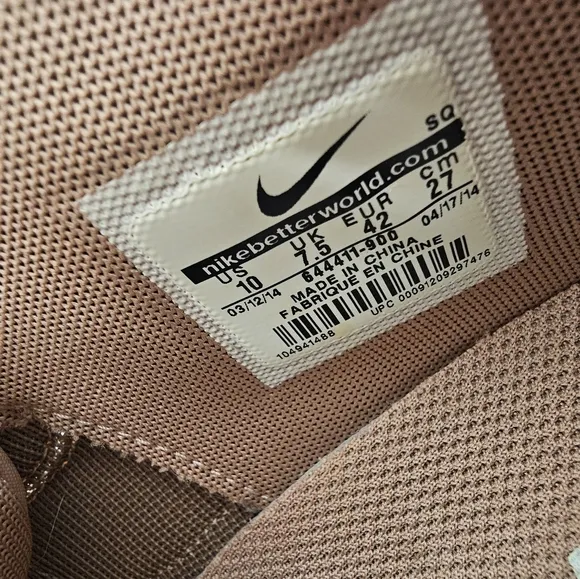 SQ
nikebetterworld.com
US UK EUR cm
10 7.5 42 27
03/12/14 644411-900 04/17/14
MADE IN CHINA
FABRIQUE EN CHINE
104941488 UPC 00091209297476